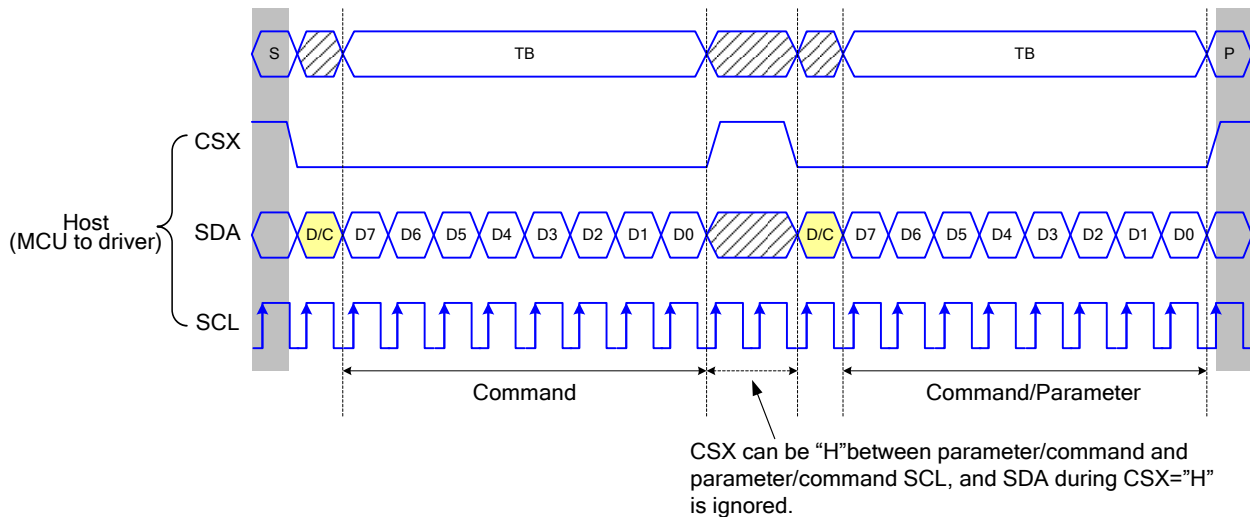 S TB TB P
CSX
Host
(MCU to driver)
SDA D/C D7 D6 D5 D4 D3 D2 D1 D0 D/C D7 D6 D5 D4 D3 D2 D1 D0
SCL
Command Command/Parameter
CSX can be “H”between parameter/command and
parameter/command SCL, and SDA during CSX=”H”
is ignored.